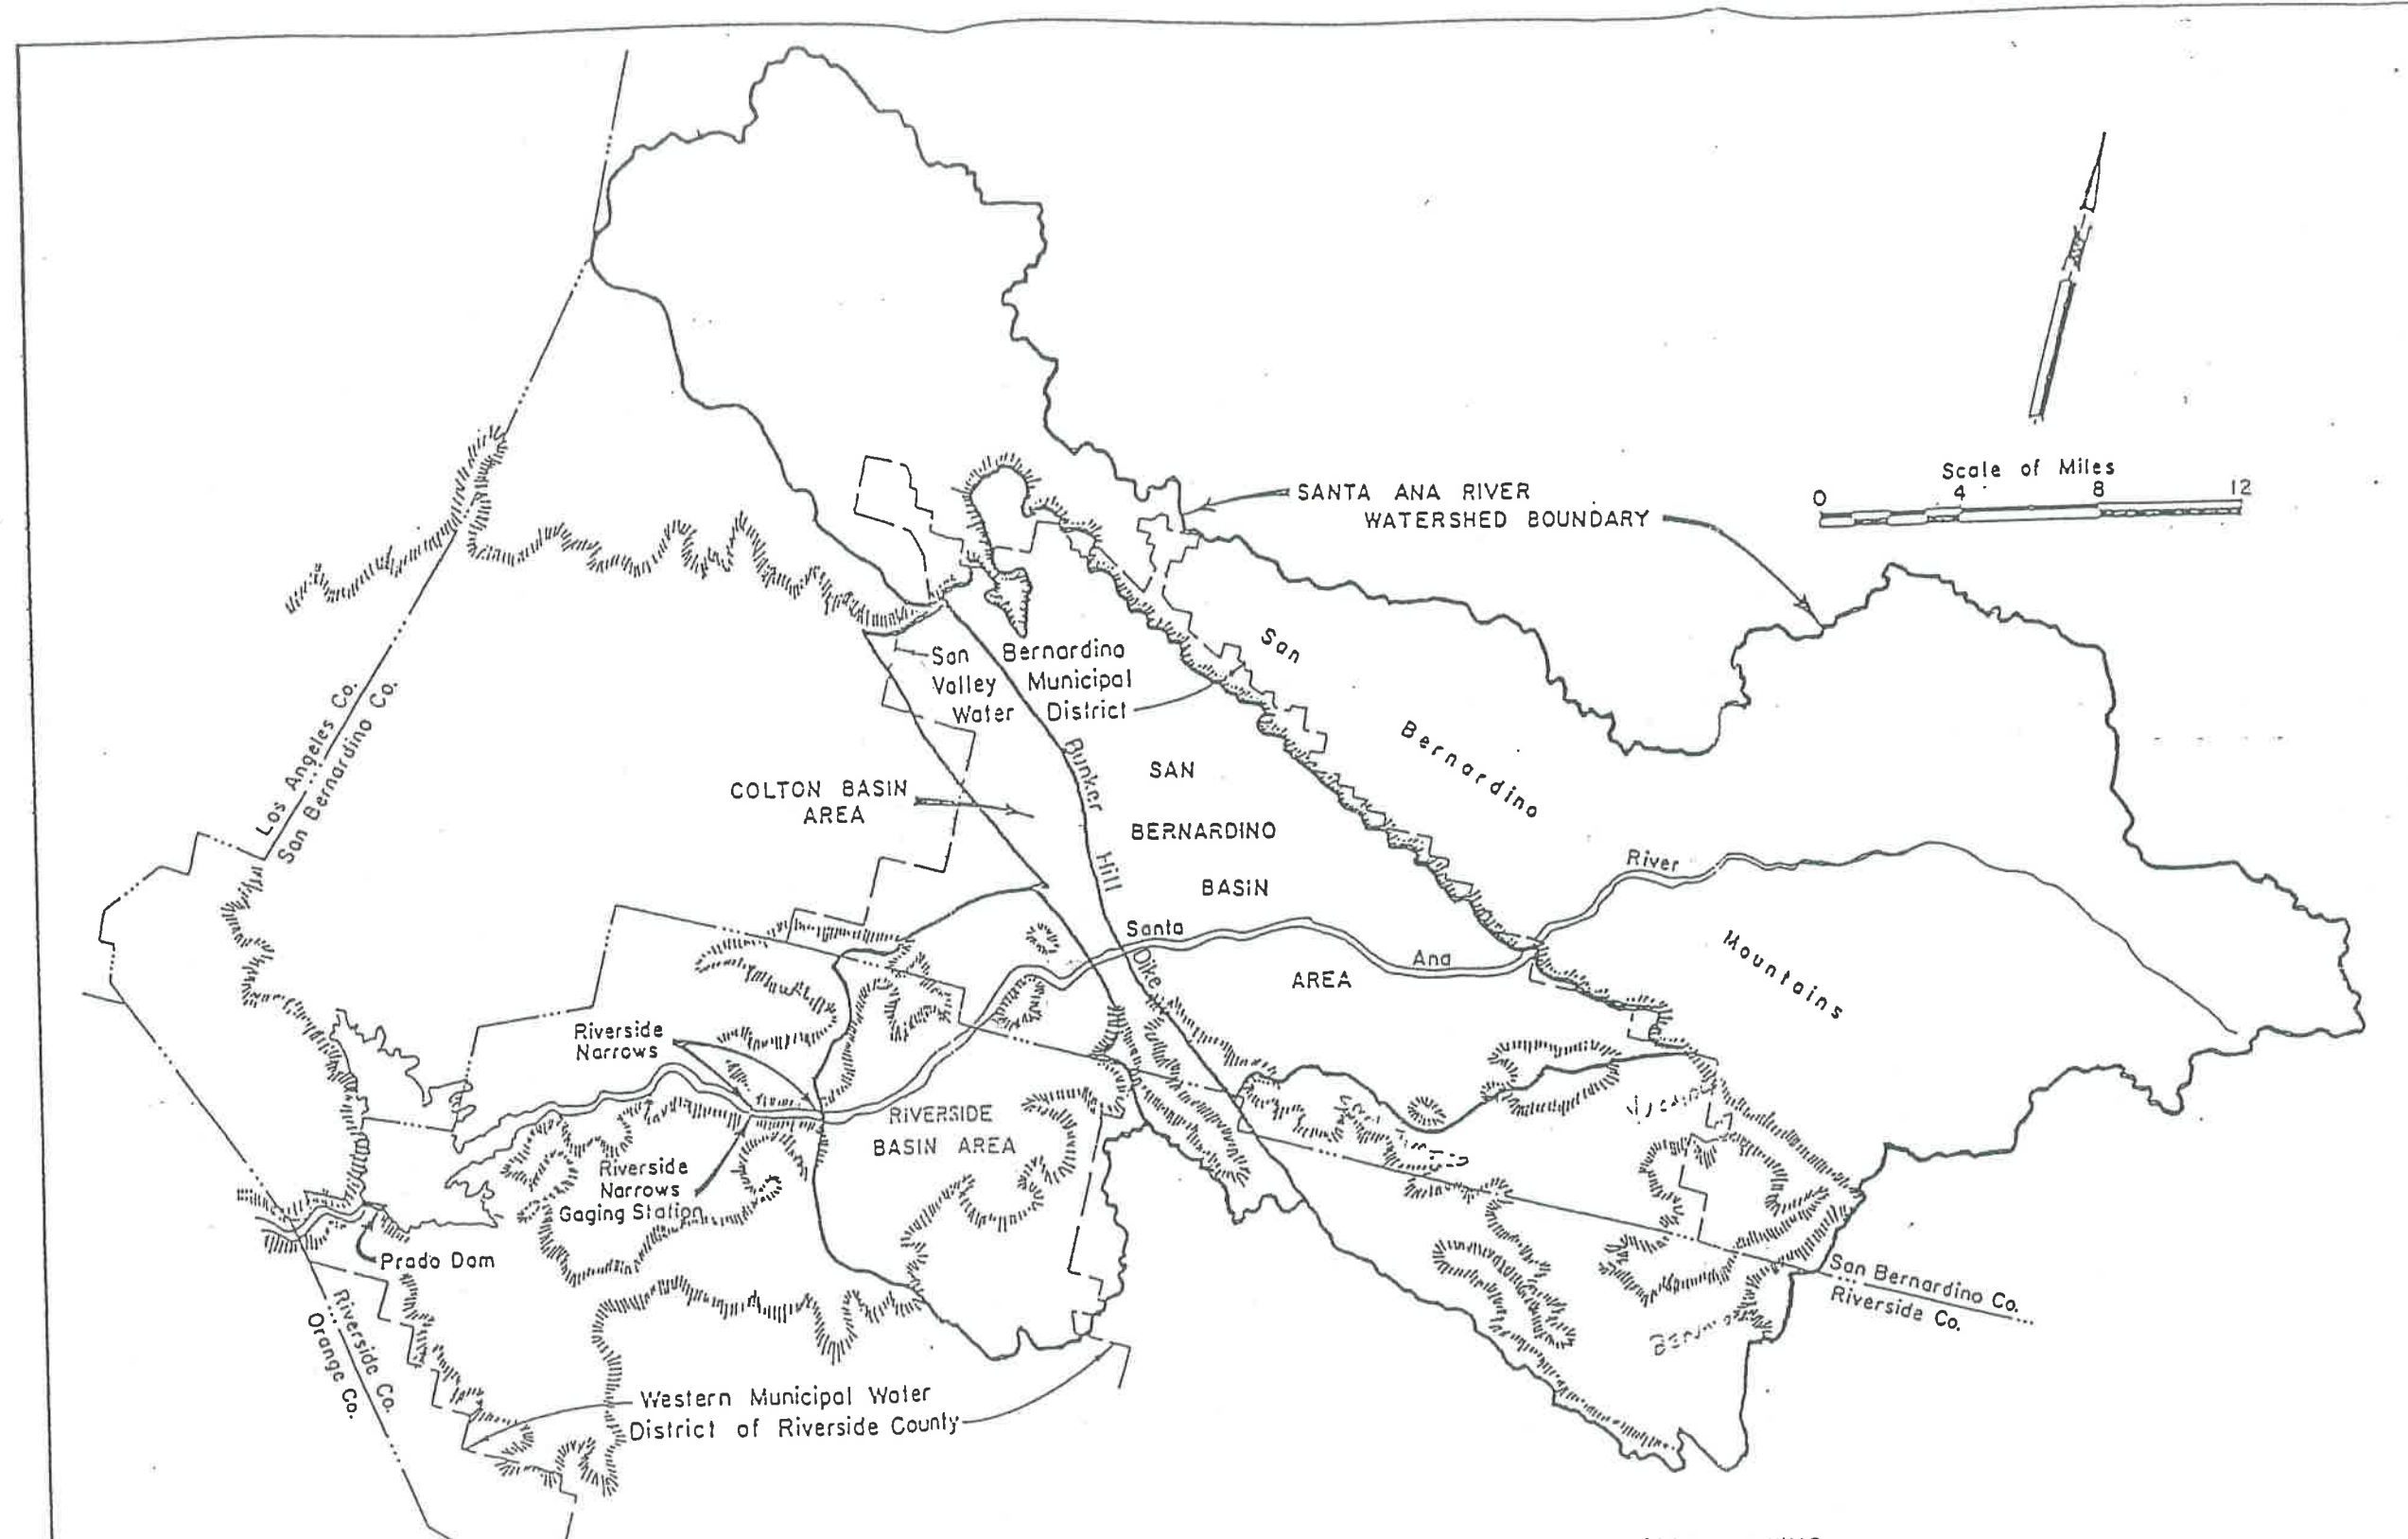 Scale of Miles
0 4 8 12
SANTA ANA RIVER
WATERSHED BOUNDARY
San Bernardino
Valley Municipal
Water District
San
Bernardino
Mountains
Los Angeles Co.
San Bernardino Co.
COLTON BASIN
AREA
Bunker
Hill
Dike
SAN
BERNARDINO
BASIN
AREA
River
Santa
Ana
Riverside
Narrows
RIVERSIDE
BASIN AREA
Riverside
Narrows
Gaging Station
Prado Dam
Riverside Co.
Orange Co.
San Bernardino Co.
Riverside Co.
Western Municipal Water
District of Riverside County